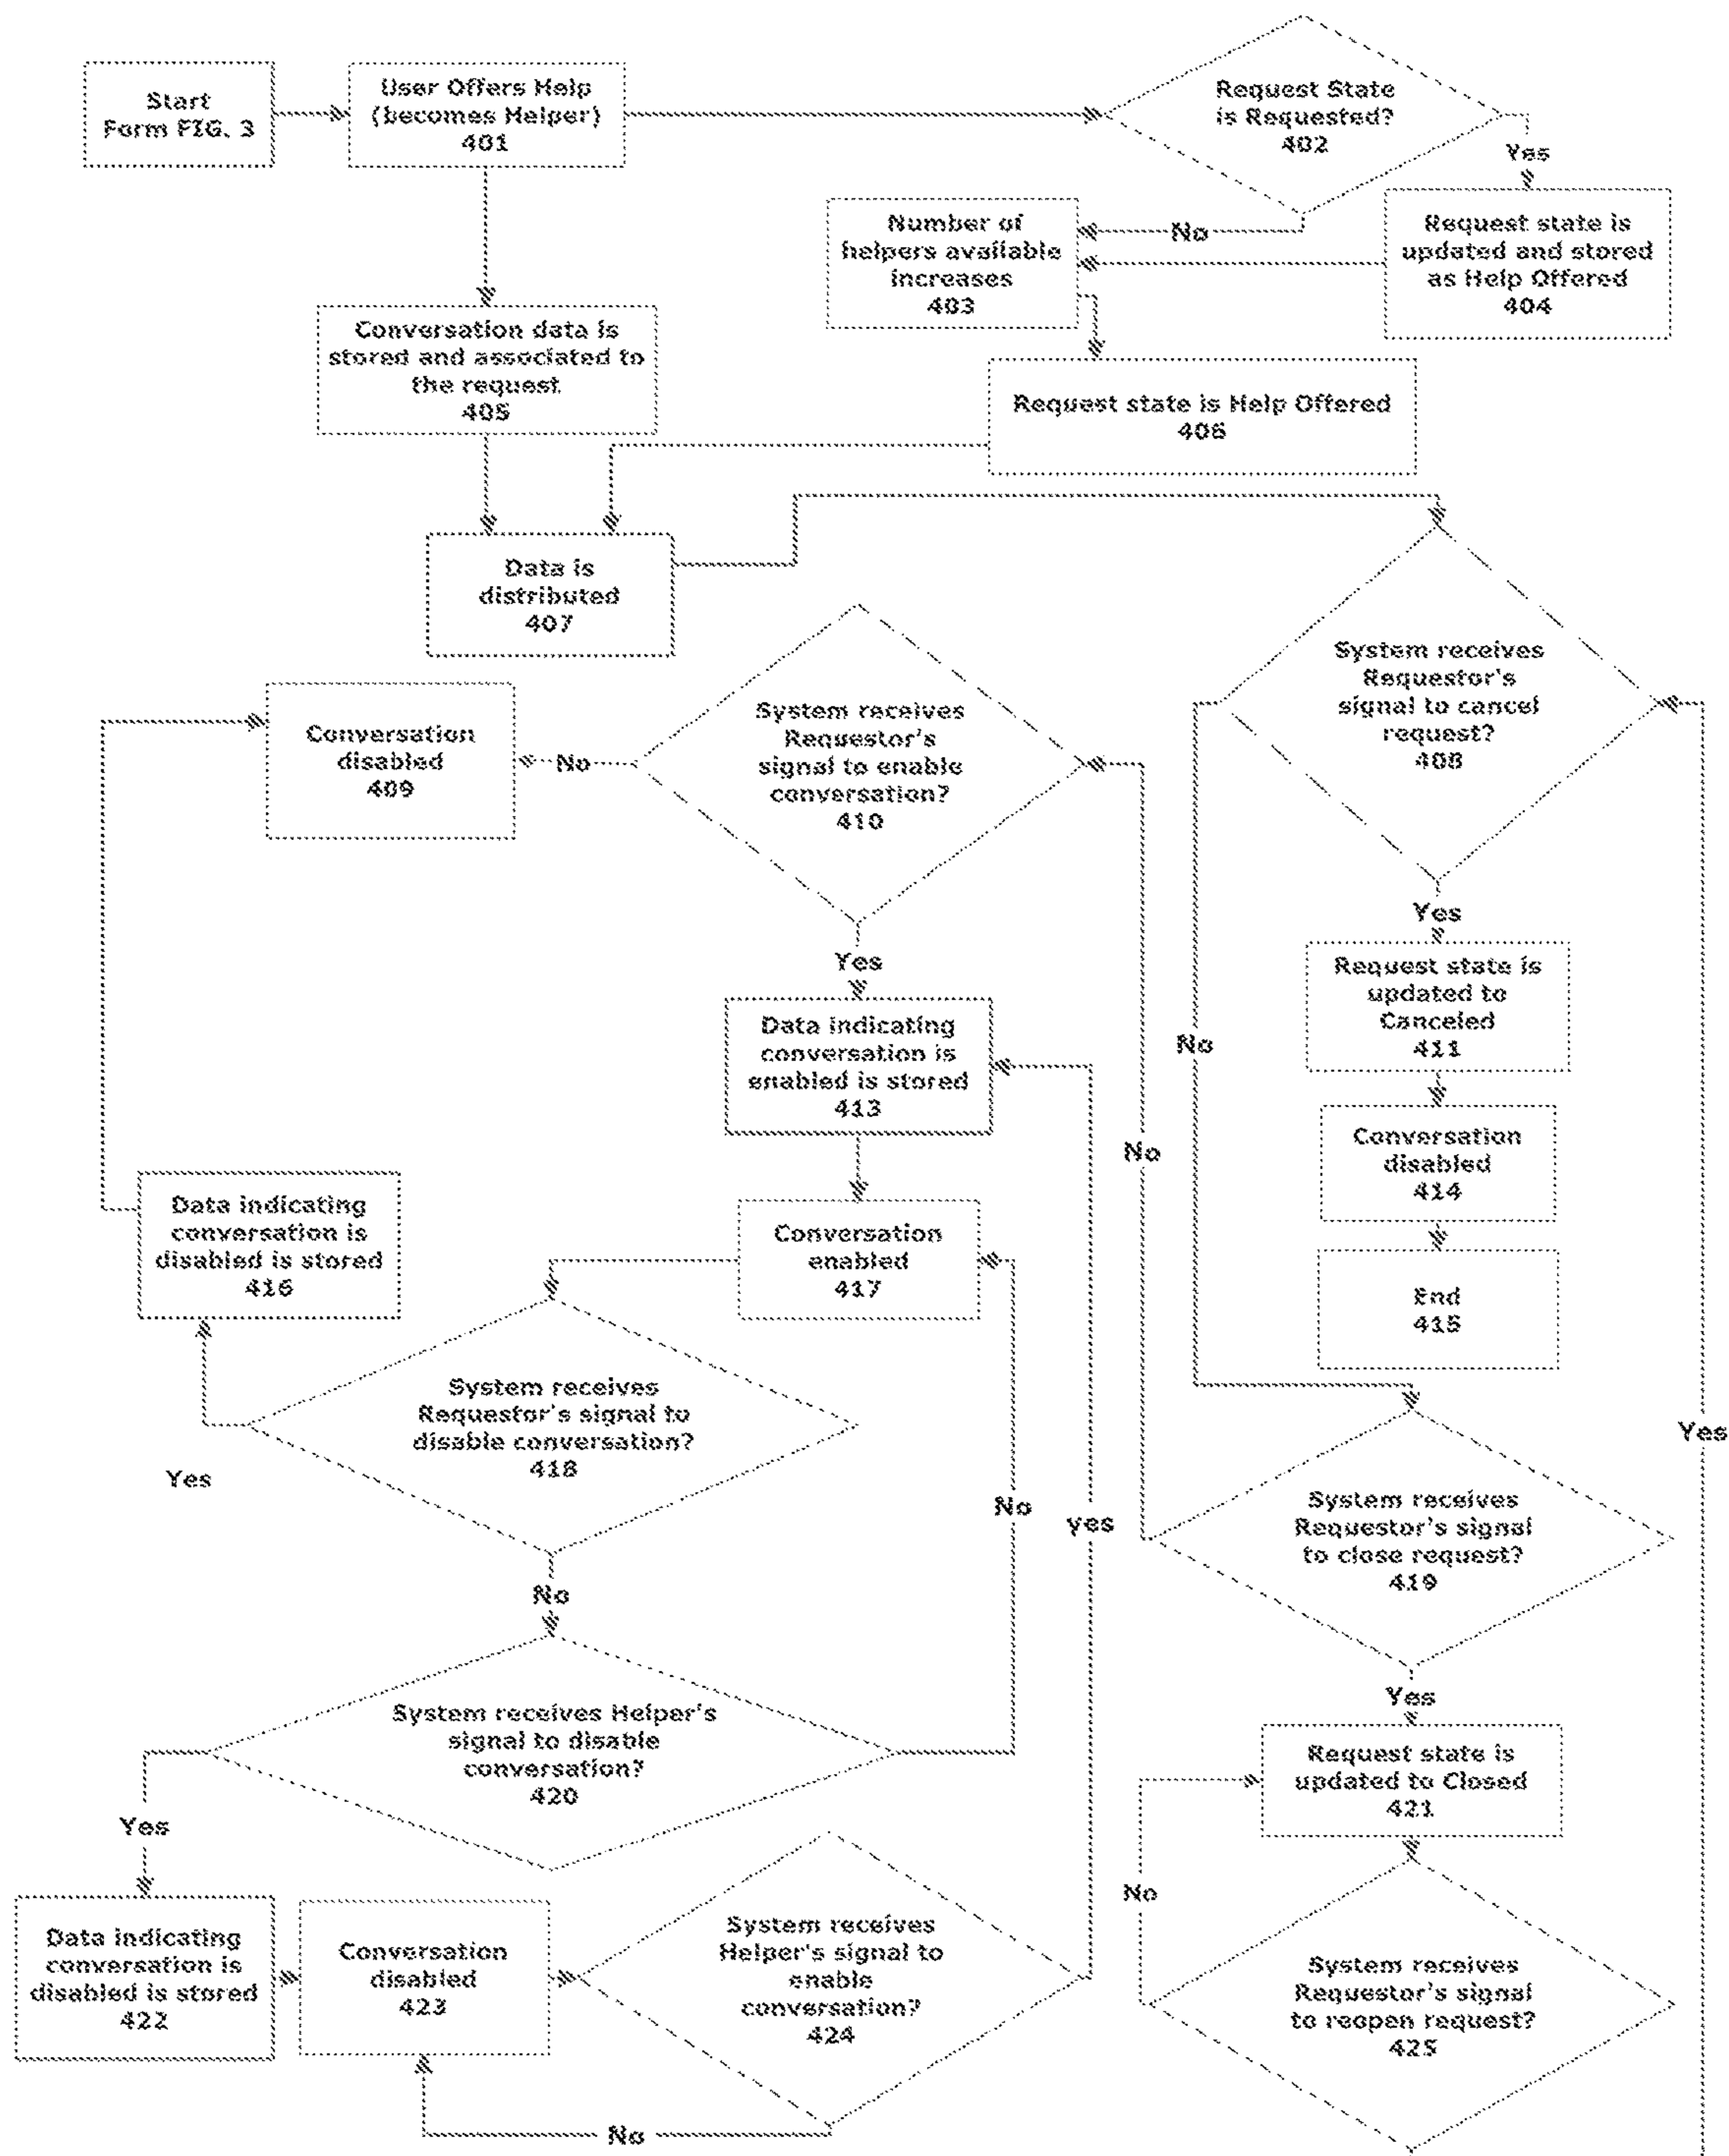 Start
Form FIG. 3
User Offers Help
(becomes Helper)
401
Request State
is Requested?
402
Yes
Number of
helpers available
increases
403
No
Request state is
updated and stored
as Help Offered
404
Conversation data is
stored and associated to
the request
405
Request state is Help Offered
406
Data is
distributed
407
System receives
Requestor's
signal to cancel
request?
408
Conversation
disabled
409
No
System receives
Requestor's
signal to enable
conversation?
410
Yes
Yes
Request state is
updated to
Canceled
411
Data indicating
conversation is
enabled is stored
413
No
No
Conversation
disabled
414
Data indicating
conversation is
disabled is stored
416
Conversation
enabled
417
End
415
System receives
Requestor's signal to
disable conversation?
418
Yes
Yes
No
yes
System receives
Requestor's signal
to close request?
419
No
Yes
System receives Helper's
signal to disable
conversation?
420
Request state is
updated to Closed
421
Yes
No
Data indicating
conversation is
disabled is stored
422
Conversation
disabled
423
System receives
Helper's signal to
enable
conversation?
424
System receives
Requestor's signal
to reopen request?
425
No